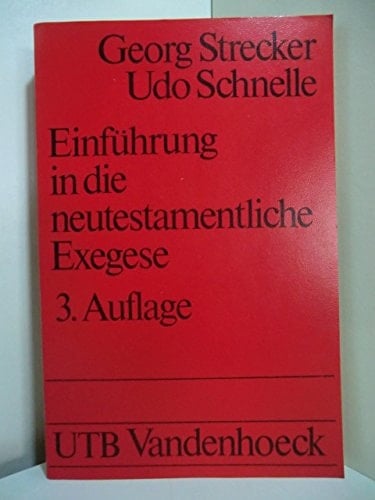 Georg Strecker
Udo Schnelle
Einführung
in die
neutestamentliche
Exegese
3. Auflage
UTB Vandenhoeck